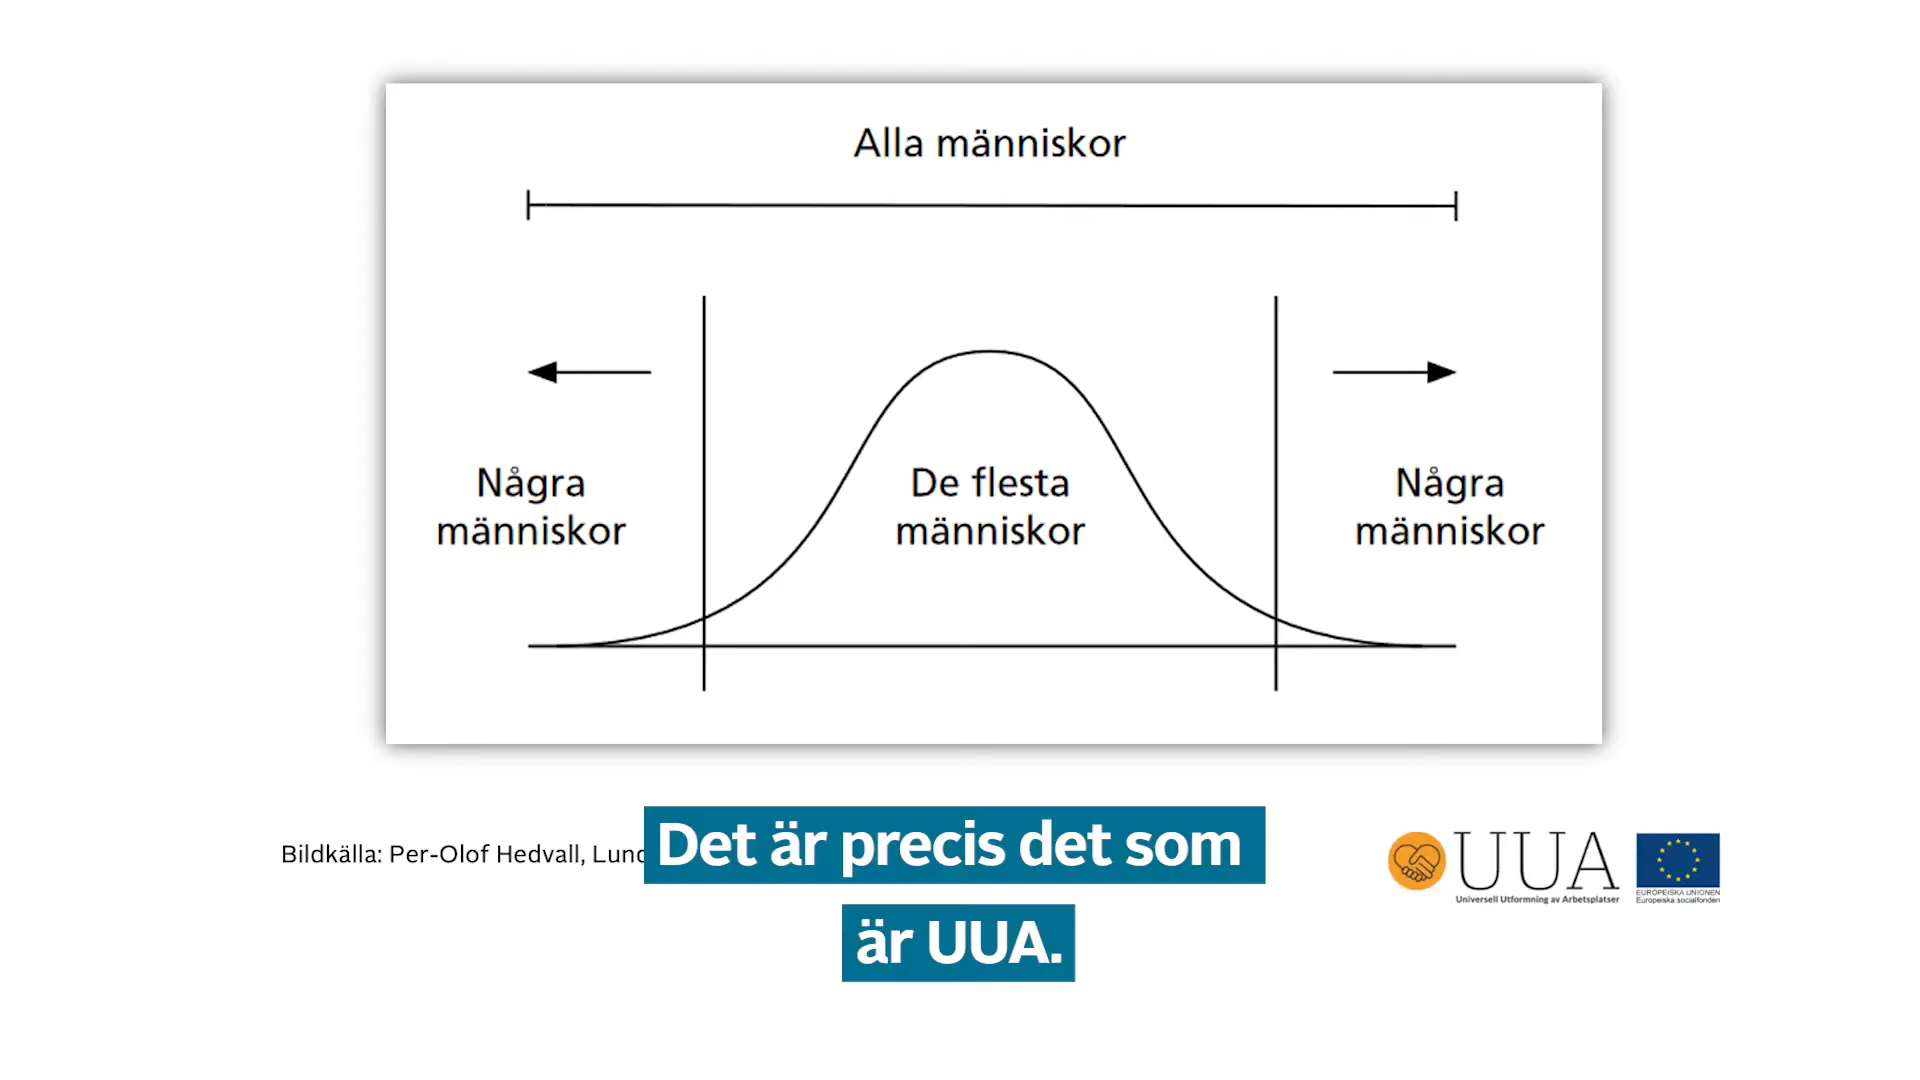 Alla människor
Några
människor
De flesta
människor
Några
människor
Bildkälla: Per-Olof Hedvall,
Det är precis det som
är UUA.
UUA
Universell Utformning av Arbetsplatser
EUROPEISKA UNIONEN
Europeiska socialfonden